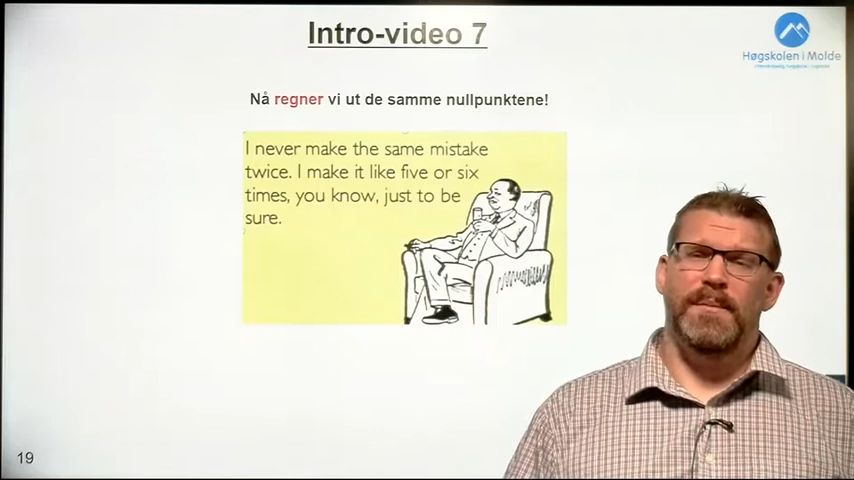 Intro-video 7
Høgskolen i Molde
Nå regner vi ut de samme nullpunktene!
I never make the same mistake
twice. I make it like five or six
times, you know, just to be
sure.
19